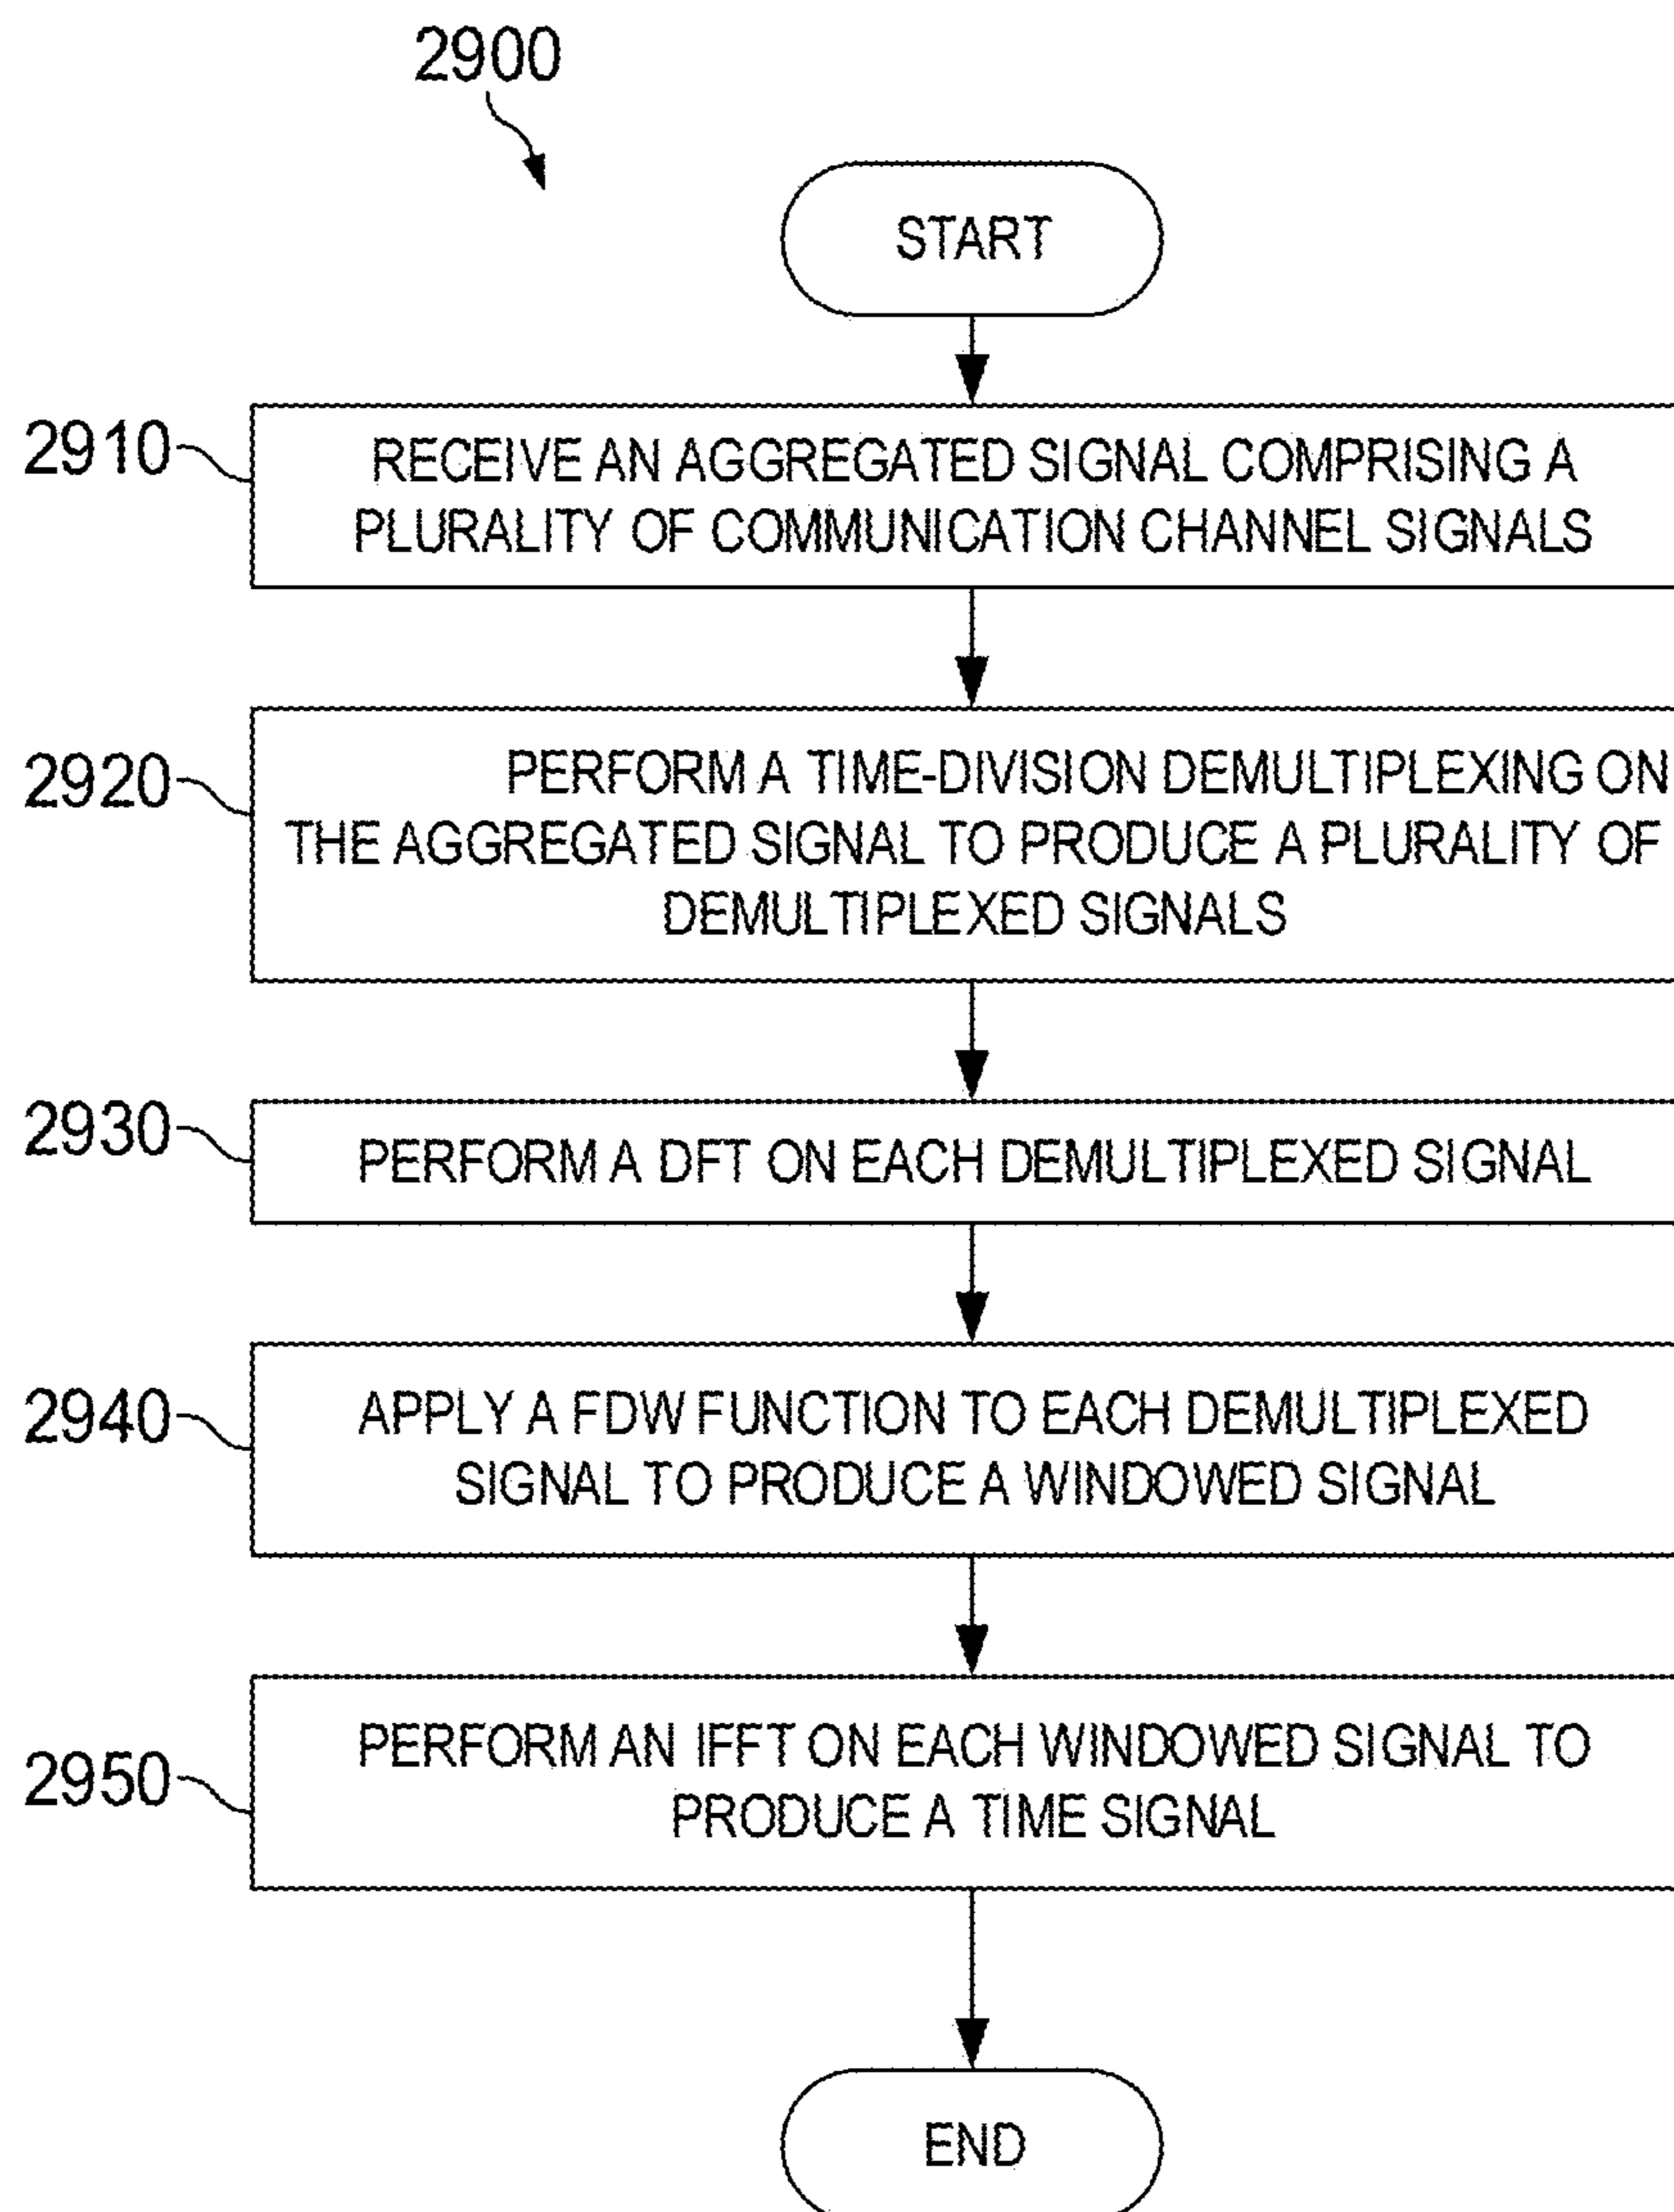 2900
START
2910
RECEIVE AN AGGREGATED SIGNAL COMPRISING A
PLURALITY OF COMMUNICATION CHANNEL SIGNALS
2920
PERFORM A TIME-DIVISION DEMULTIPLEXING ON
THE AGGREGATED SIGNAL TO PRODUCE A PLURALITY OF
DEMULTIPLEXED SIGNALS
2930
PERFORM A DFT ON EACH DEMULTIPLEXED SIGNAL
2940
APPLY A FDW FUNCTION TO EACH DEMULTIPLEXED
SIGNAL TO PRODUCE A WINDOWED SIGNAL
2950
PERFORM AN IFFT ON EACH WINDOWED SIGNAL TO
PRODUCE A TIME SIGNAL
END